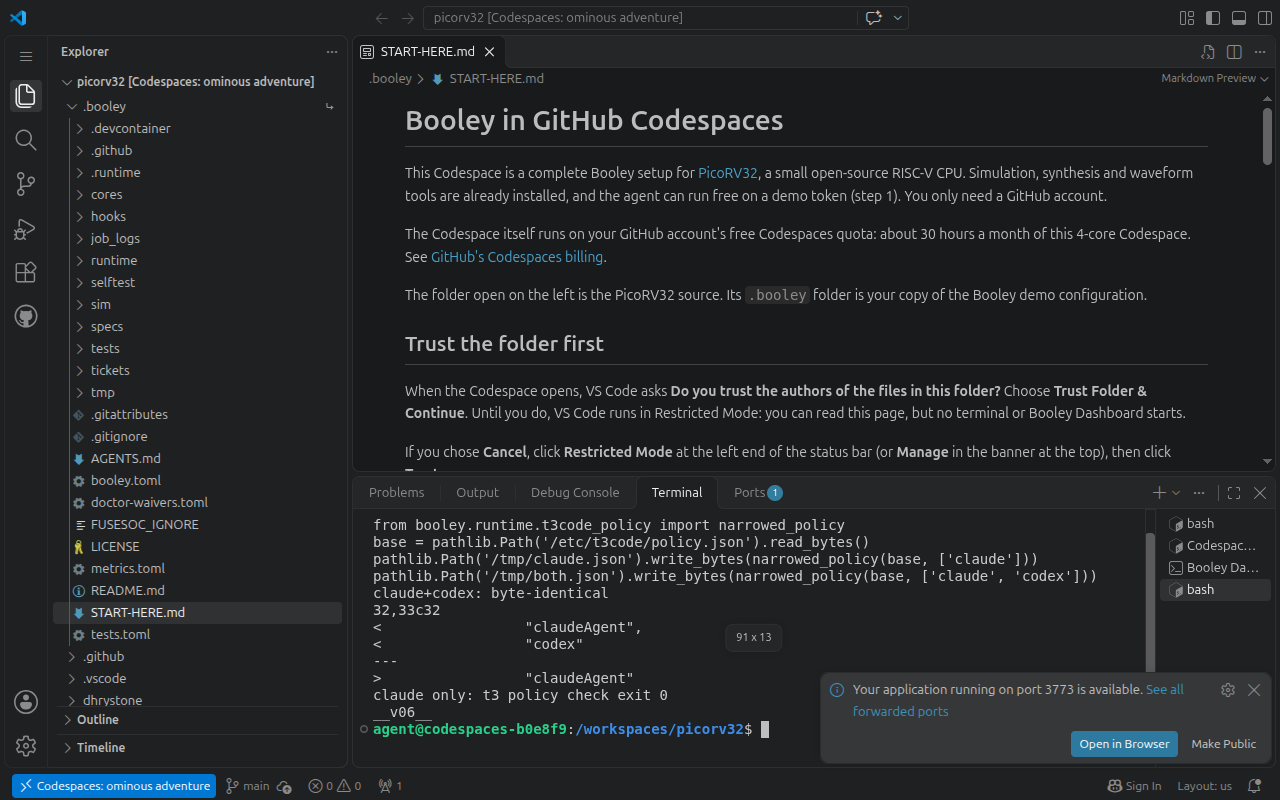 picorv32 [Codespaces: ominous adventure]
Explorer
picorv32 [Codespaces: ominous adventure]
.booley
.devcontainer
.github
.runtime
cores
hooks
job_logs
runtime
selftest
sim
specs
tests
tickets
tmp
.gitattributes
.gitignore
AGENTS.md
booley.toml
doctor-waivers.toml
FUSESOC_IGNORE
LICENSE
metrics.toml
README.md
START-HERE.md
tests.toml
.github
.vscode
dhrystone
Outline
Timeline
START-HERE.md
.booley > START-HERE.md
Markdown Preview
Booley in GitHub Codespaces
This Codespace is a complete Booley setup for PicoRV32, a small open-source RISC-V CPU. Simulation, synthesis and waveform
tools are already installed, and the agent can run free on a demo token (step 1). You only need a GitHub account.
The Codespace itself runs on your GitHub account's free Codespaces quota: about 30 hours a month of this 4-core Codespace.
See GitHub's Codespaces billing.
The folder open on the left is the PicoRV32 source. Its .booley folder is your copy of the Booley demo configuration.
Trust the folder first
When the Codespace opens, VS Code asks Do you trust the authors of the files in this folder? Choose Trust Folder &
Continue. Until you do, VS Code runs in Restricted Mode: you can read this page, but no terminal or Booley Dashboard starts.
If you chose Cancel, click Restricted Mode at the left end of the status bar (or Manage in the banner at the top), then click
Problems
Output
Debug Console
Terminal
Ports 1
from booley.runtime.t3code_policy import narrowed_policy
base = pathlib.Path('/etc/t3code/policy.json').read_bytes()
pathlib.Path('/tmp/claude.json').write_bytes(narrowed_policy(base, ['claude']))
pathlib.Path('/tmp/both.json').write_bytes(narrowed_policy(base, ['claude', 'codex']))
claude+codex: byte-identical
32,33c32
< "claudeAgent",
< "codex"
---
> "claudeAgent"
claude only: t3 policy check exit 0
__v06__
agent@codespaces-b0e8f9:/workspaces/picorv32$
91 x 13
bash
Codespac...
Booley Da...
bash
Your application running on port 3773 is available. See all
forwarded ports
Open in Browser
Make Public
Codespaces: ominous adventure
main
0
0
1
Sign In
Layout: us